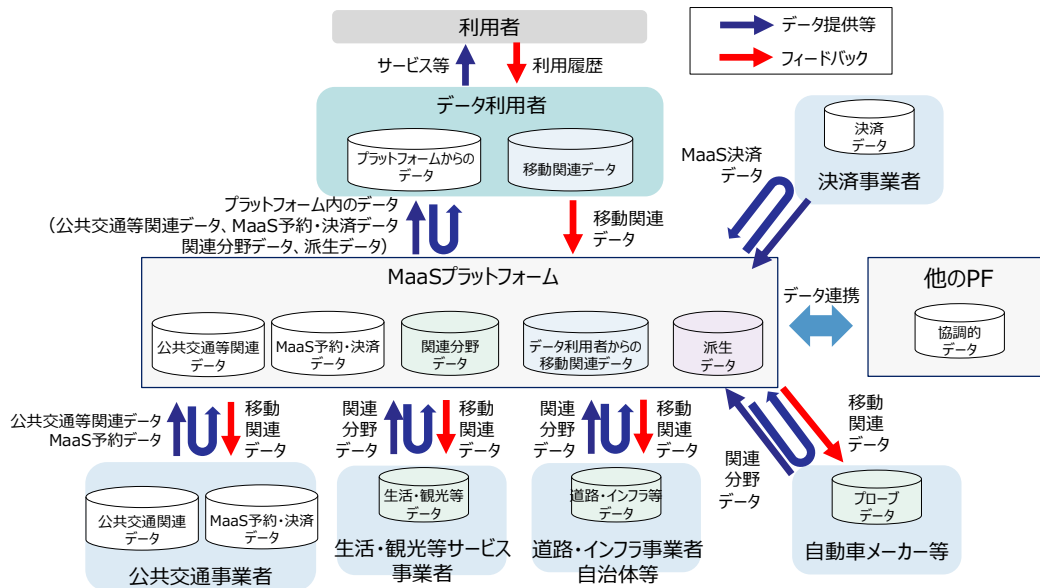 利用者
データ提供等
フィードバック
サービス等
利用履歴
データ利用者
プラットフォームからの
データ
移動関連データ
決済
データ
決済事業者
MaaS決済
データ
プラットフォーム内のデータ
（公共交通等関連データ、MaaS予約・決済データ
関連分野データ、派生データ）
移動関連
データ
MaaSプラットフォーム
公共交通等関連
データ
MaaS予約・決済
データ
関連分野
データ
データ利用者からの
移動関連データ
派生
データ
データ連携
他のPF
協調的
データ
公共交通等関連データ
MaaS予約データ
移動
関連
データ
関連
分野
データ
移動
関連
データ
関連
分野
データ
移動
関連
データ
関連
分野
データ
移動
関連
データ
公共交通関連
データ
MaaS予約・決済
データ
公共交通事業者
生活・観光等
データ
生活・観光等サービス
事業者
道路・インフラ等
データ
道路・インフラ事業者
自治体等
プローブ
データ
自動車メーカー等